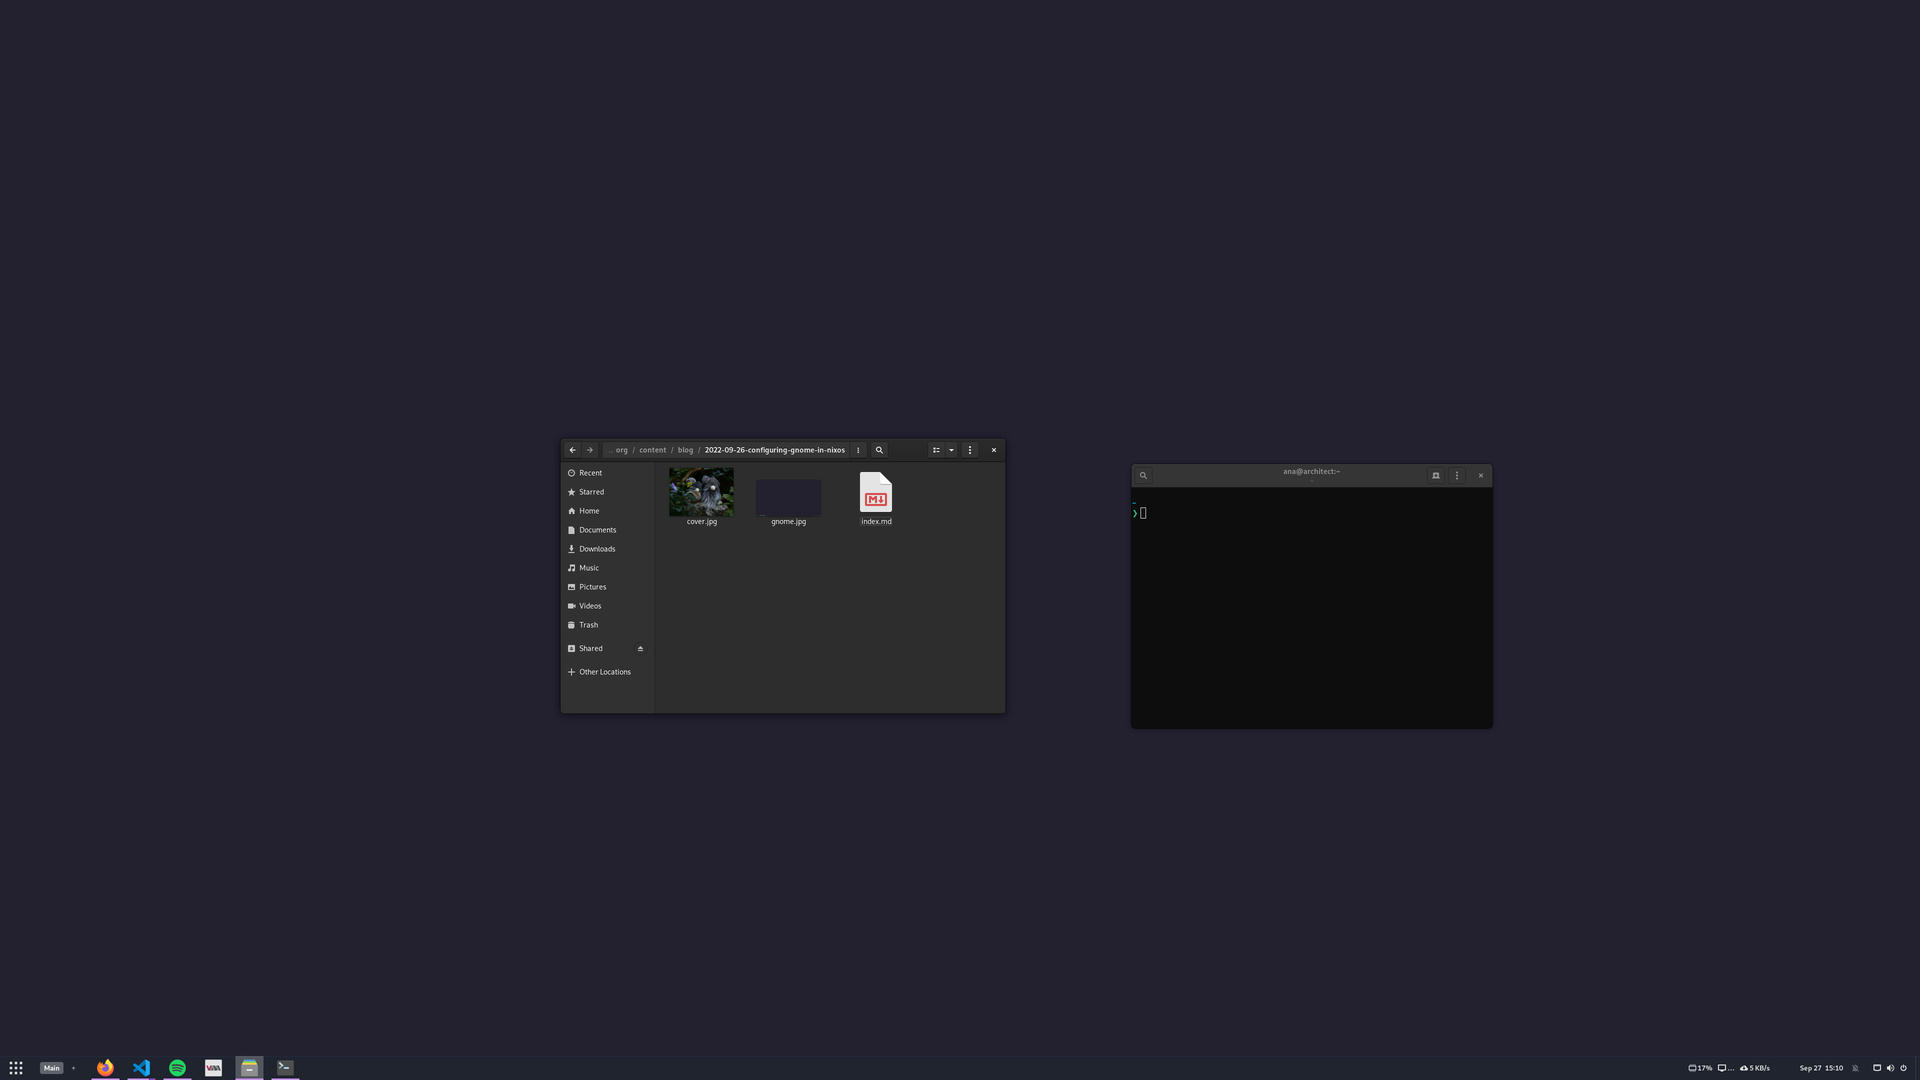 .. org / content / blog / 2022-09-26-configuring-gnome-in-nixos
Recent
Starred
Home
Documents
Downloads
Music
Pictures
Videos
Trash
Shared
Other Locations
cover.jpg
gnome.jpg
index.md
ana@architect:~
~
~
❯
Main
+
VIVIA
17%
...
5 KB/s
Sep 27 15:10